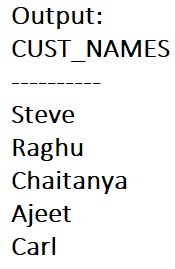 Output:
CUST_NAMES
----------
Steve
Raghu
Chaitanya
Ajeet
Carl